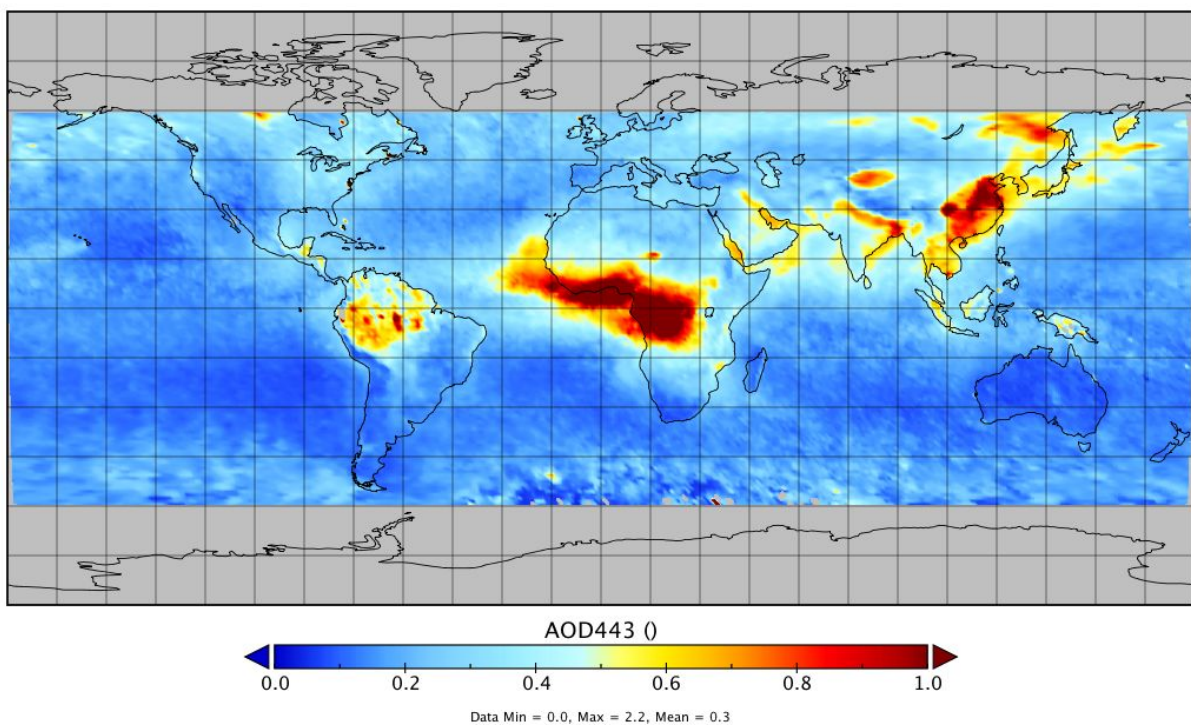 AOD443 ()
0.0 0.2 0.4 0.6 0.8 1.0
Data Min = 0.0, Max = 2.2, Mean = 0.3